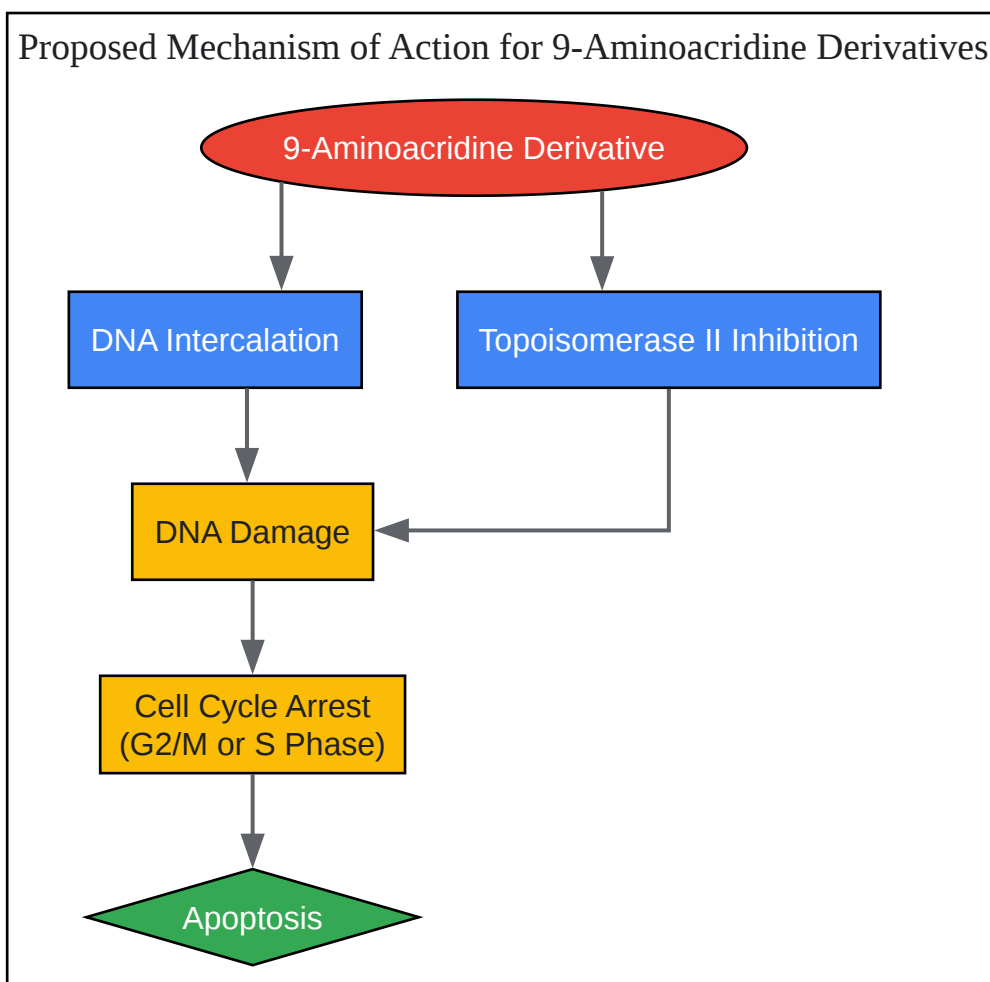 Proposed Mechanism of Action for 9-Aminoacridine Derivatives
9-Aminoacridine Derivative
DNA Intercalation
Topoisomerase II Inhibition
DNA Damage
Cell Cycle Arrest
(G2/M or S Phase)
Apoptosis